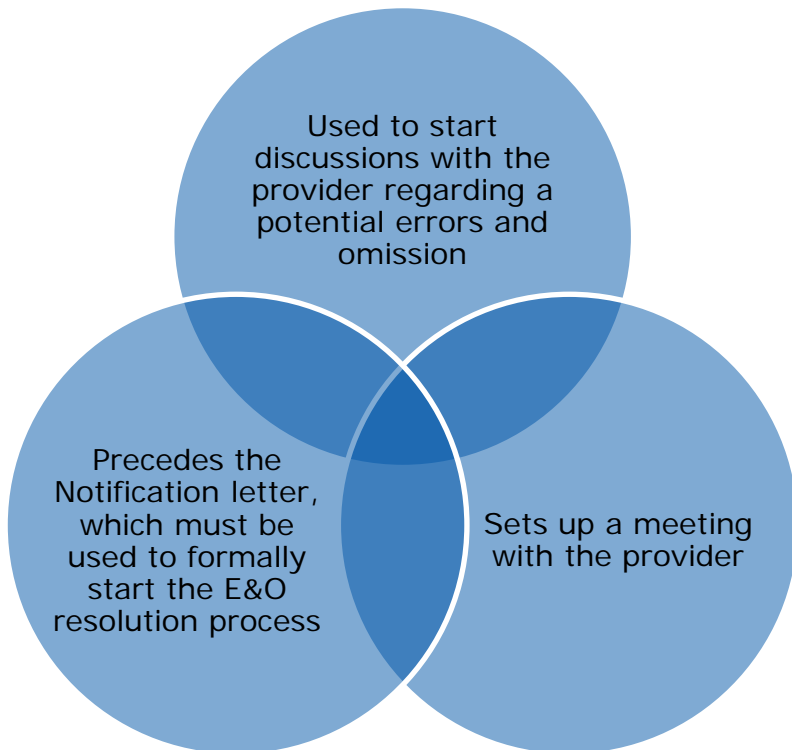 Used to start
discussions with the
provider regarding a
potential errors and
omission
Precedes the
Notification letter,
which must be
used to formally
start the E&O
resolution process
Sets up a meeting
with the provider